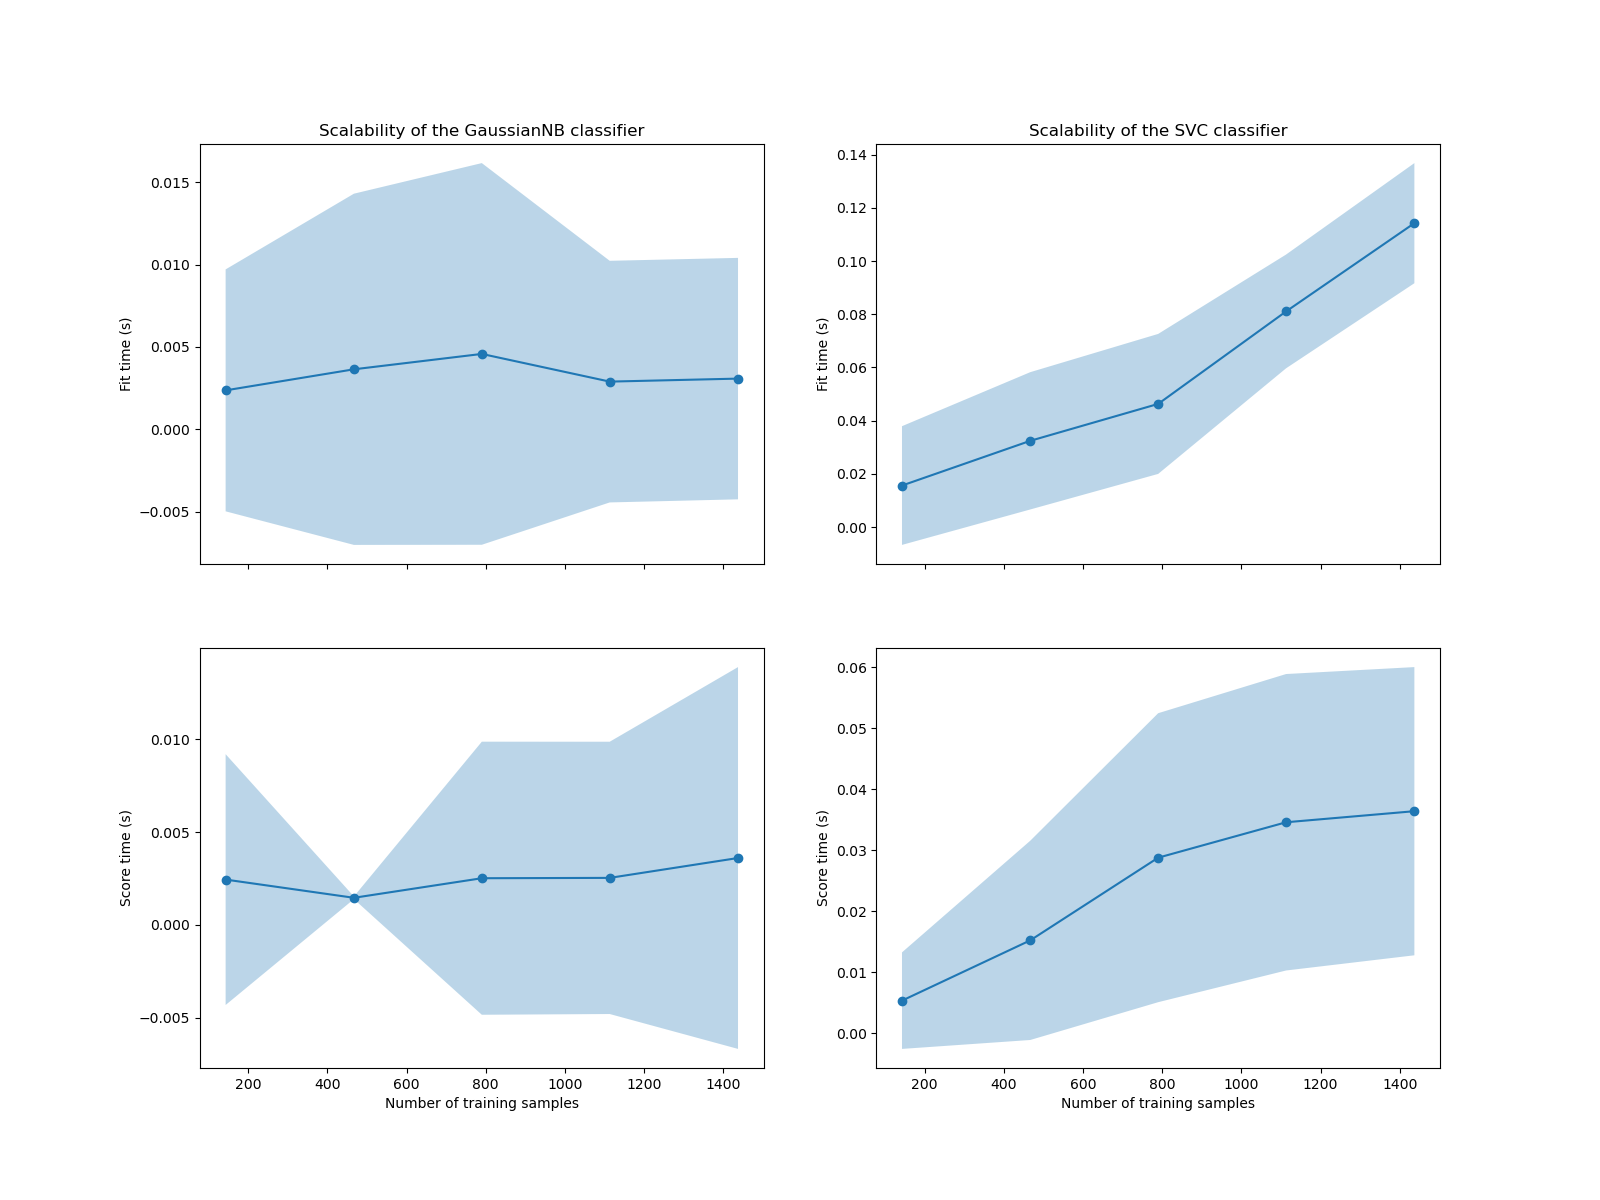 Scalability of the GaussianNB classifier
0.015
0.010
0.005
0.000
−0.005
Fit time (s)
Scalability of the SVC classifier
0.14
0.12
0.10
0.08
0.06
0.04
0.02
0.00
Fit time (s)
0.010
0.005
0.000
−0.005
Score time (s)
200 400 600 800 1000 1200 1400
Number of training samples
0.06
0.05
0.04
0.03
0.02
0.01
0.00
Score time (s)
200 400 600 800 1000 1200 1400
Number of training samples